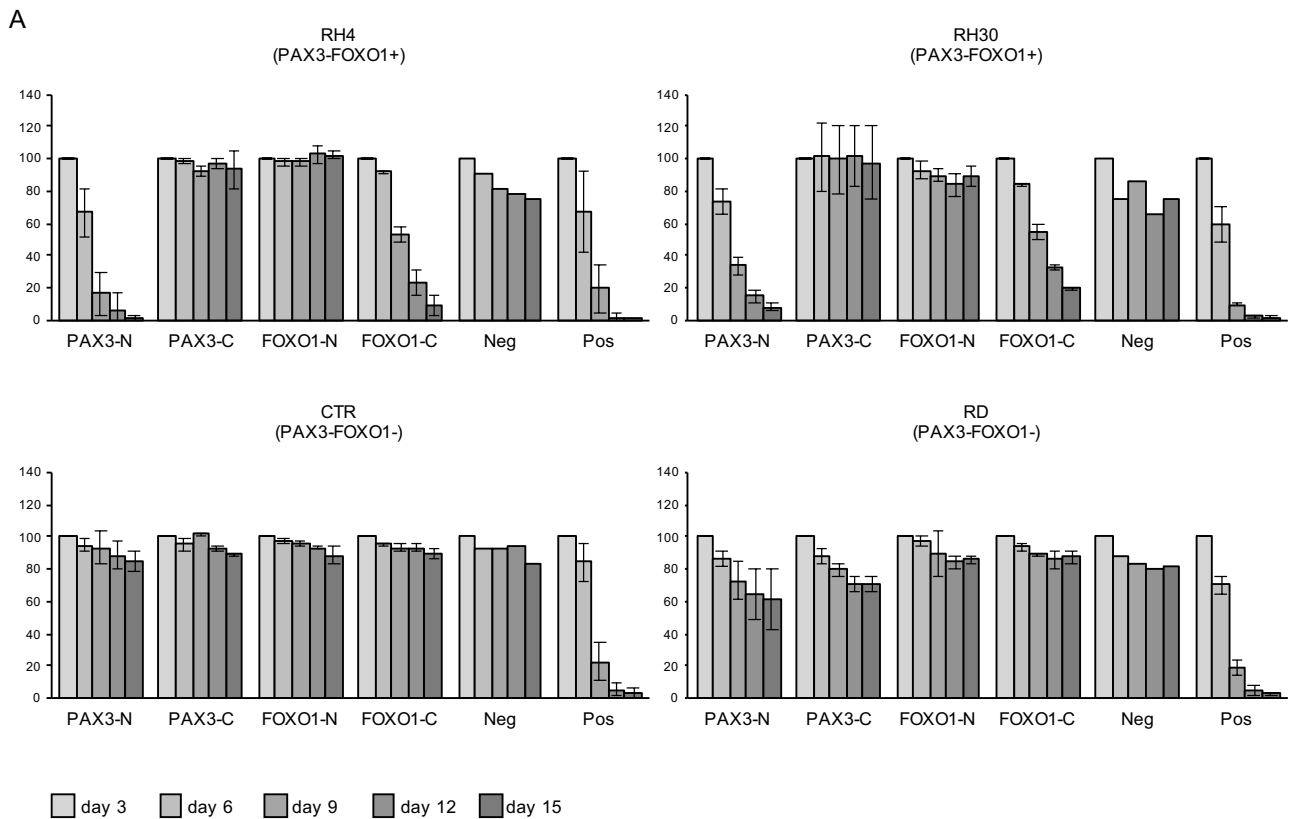 A
RH4
(PAX3-FOXO1+)
140
120
100
80
60
40
20
0
PAX3-N PAX3-C FOXO1-N FOXO1-C Neg Pos
RH30
(PAX3-FOXO1+)
140
120
100
80
60
40
20
0
PAX3-N PAX3-C FOXO1-N FOXO1-C Neg Pos
CTR
(PAX3-FOXO1-)
140
120
100
80
60
40
20
0
PAX3-N PAX3-C FOXO1-N FOXO1-C Neg Pos
RD
(PAX3-FOXO1-)
140
120
100
80
60
40
20
0
PAX3-N PAX3-C FOXO1-N FOXO1-C Neg Pos
day 3 day 6 day 9 day 12 day 15